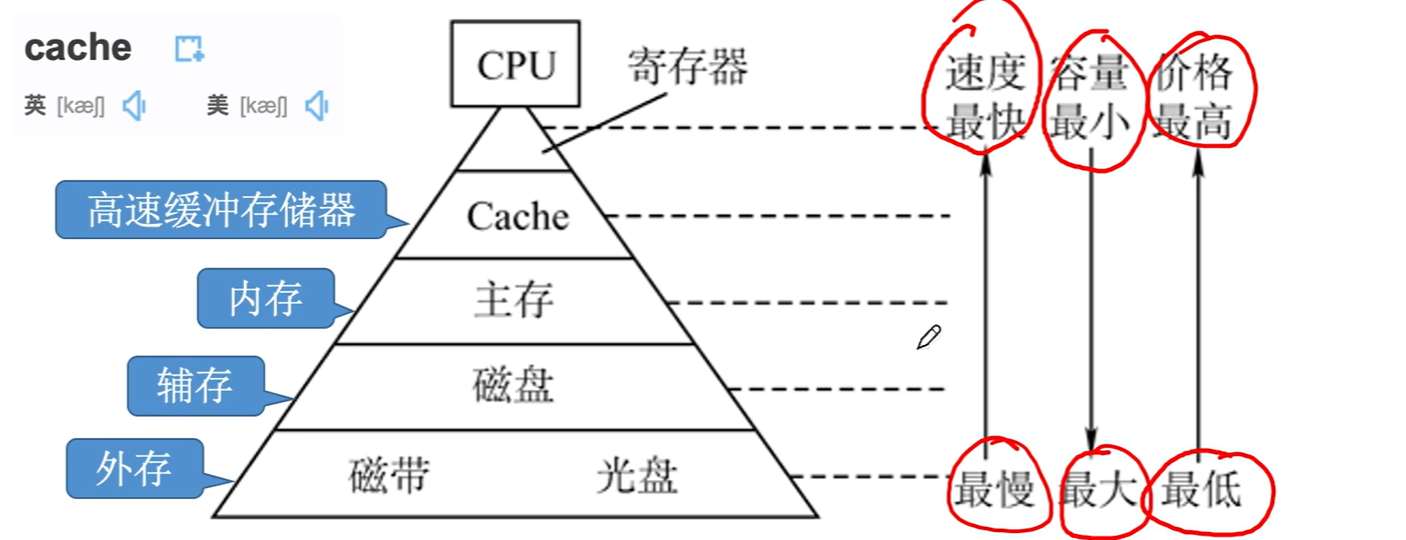 cache
英 [kæʃ] 美 [kæʃ]
CPU
寄存器
速度
最快
容量
最小
价格
最高
高速缓冲存储器
Cache
内存
主存
辅存
磁盘
外存
磁带 光盘
最慢 最大 最低